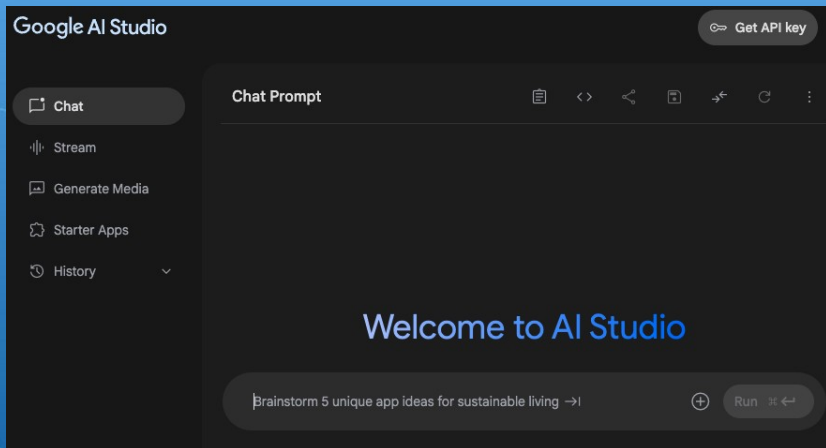 Google AI Studio
Get API key
Chat
Stream
Generate Media
Starter Apps
History
Chat Prompt
Welcome to AI Studio
Brainstorm 5 unique app ideas for sustainable living
Run ⌘